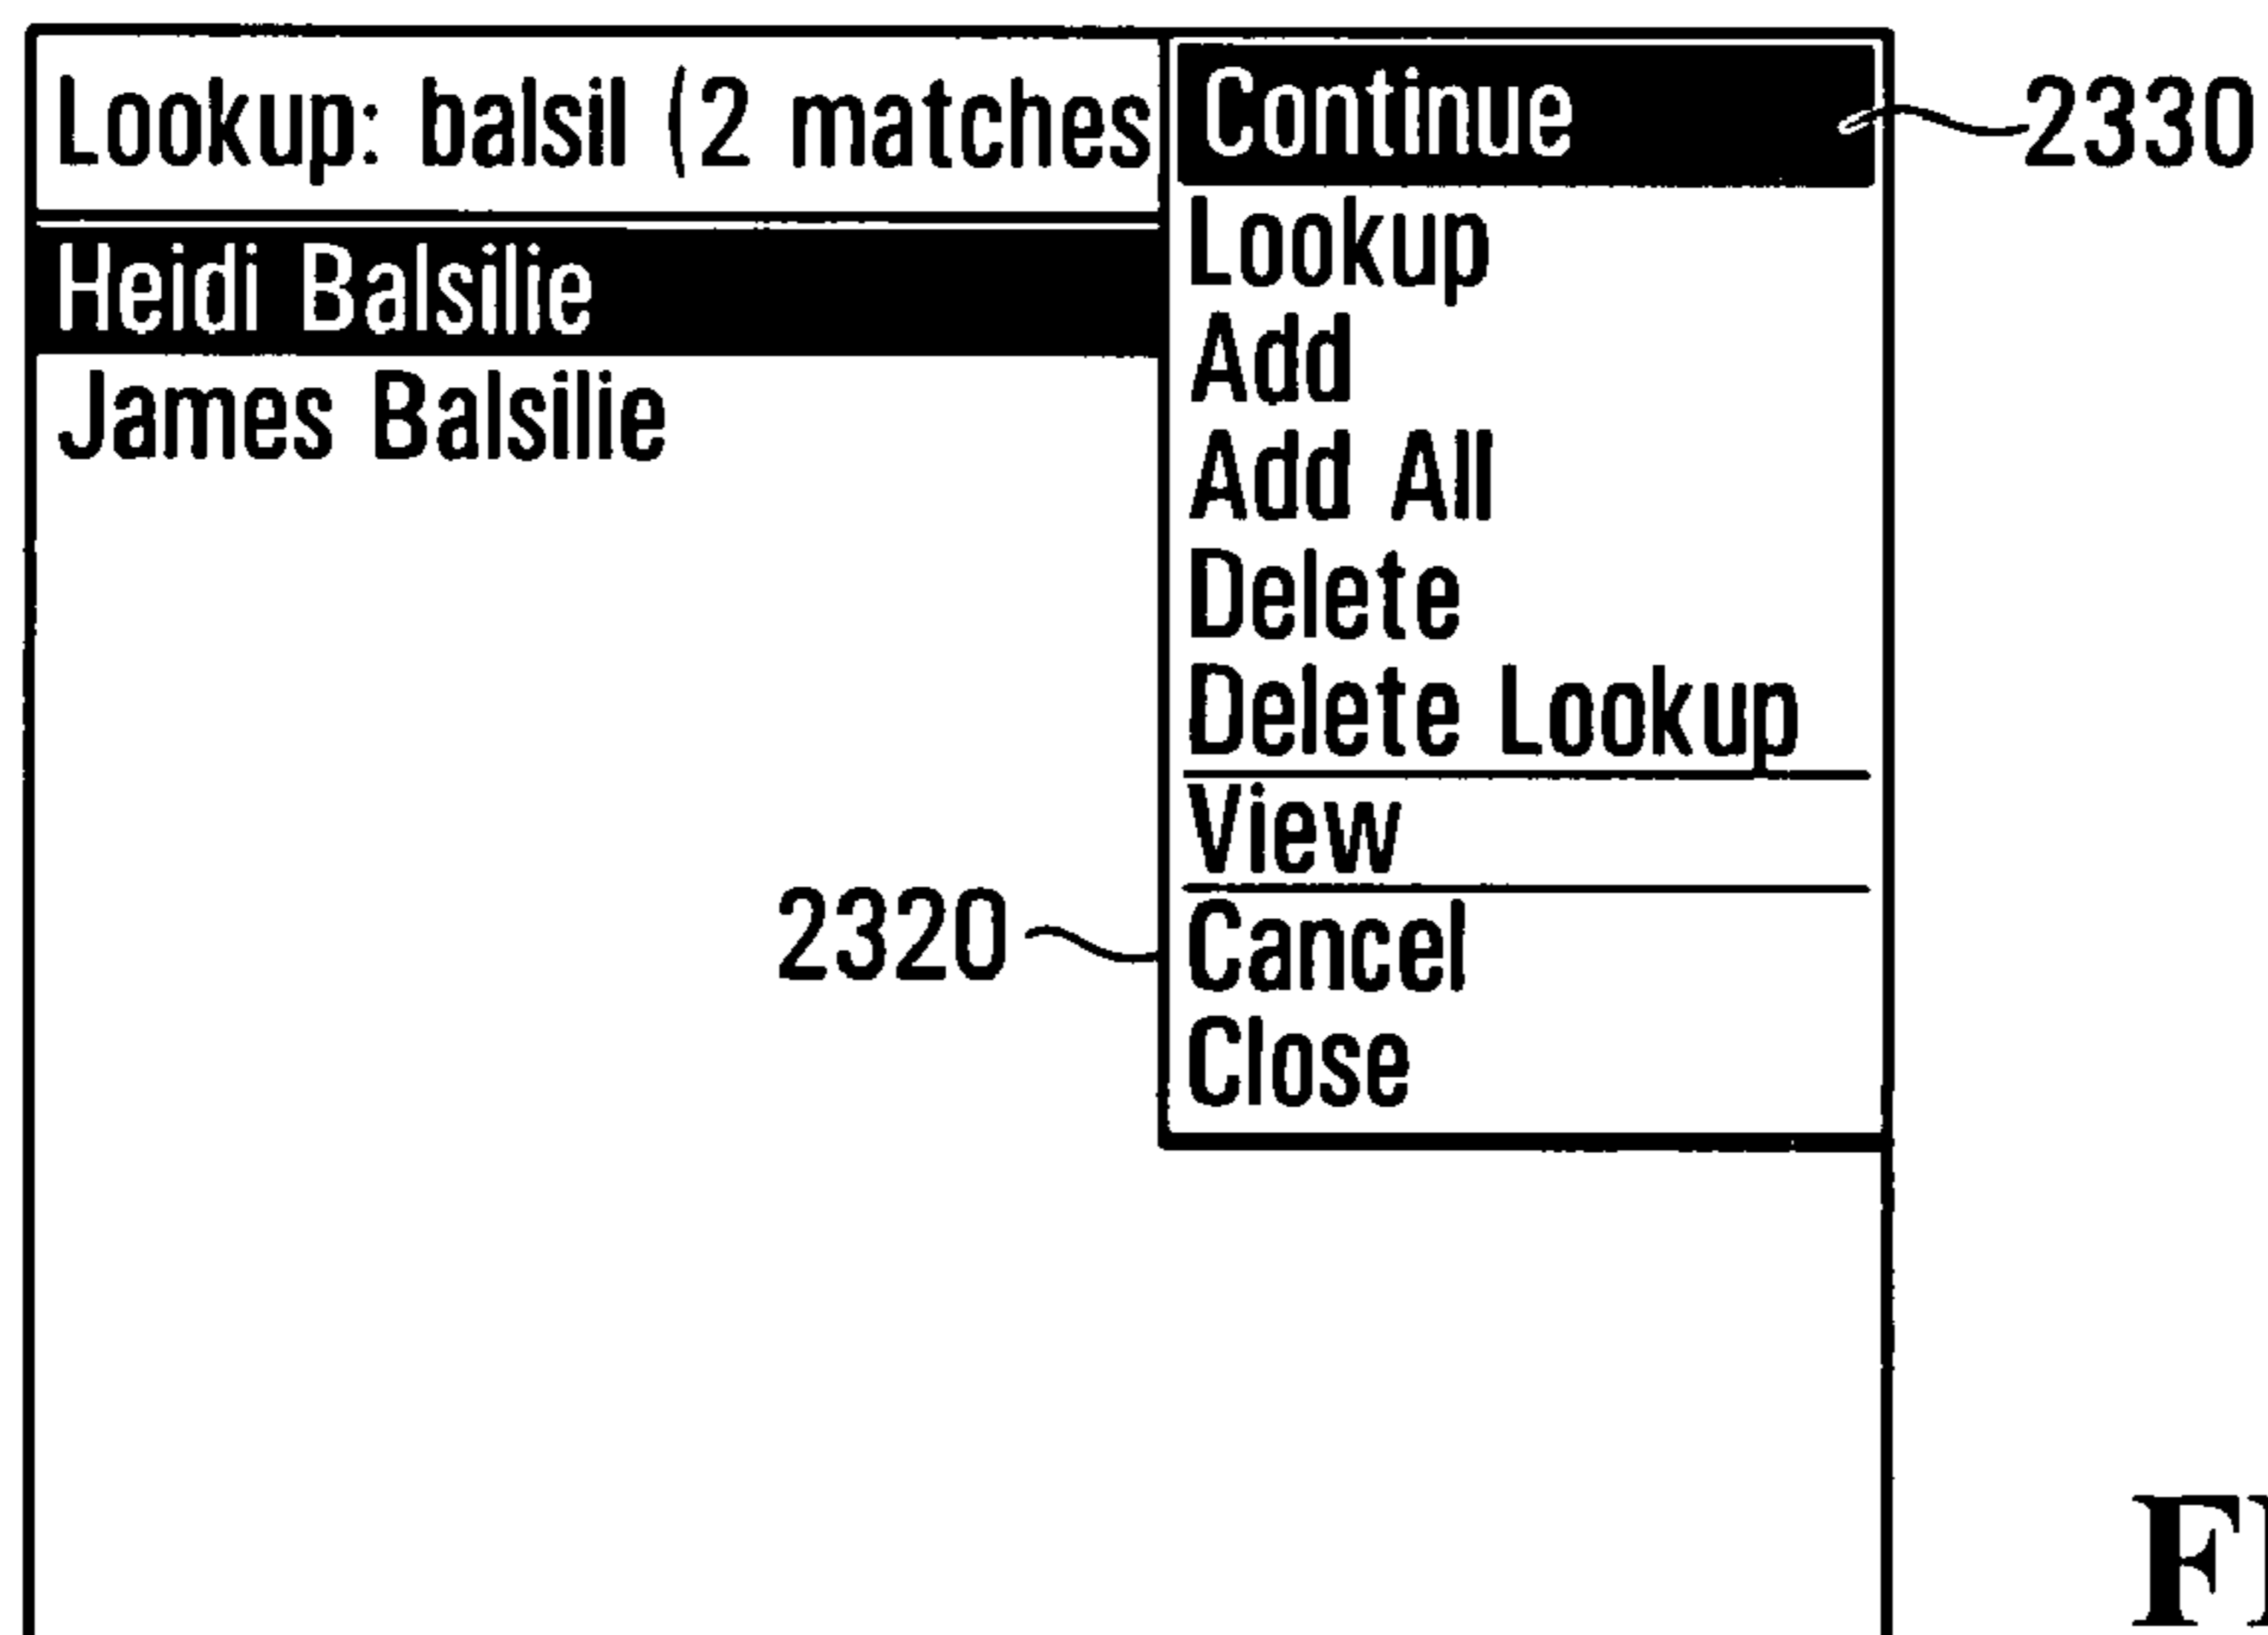 Lookup: balsil (2 matches
Heidi Balsilie
James Balsilie
Continue
Lookup
Add
Add All
Delete
Delete Lookup
View
Cancel
Close
2330
2320